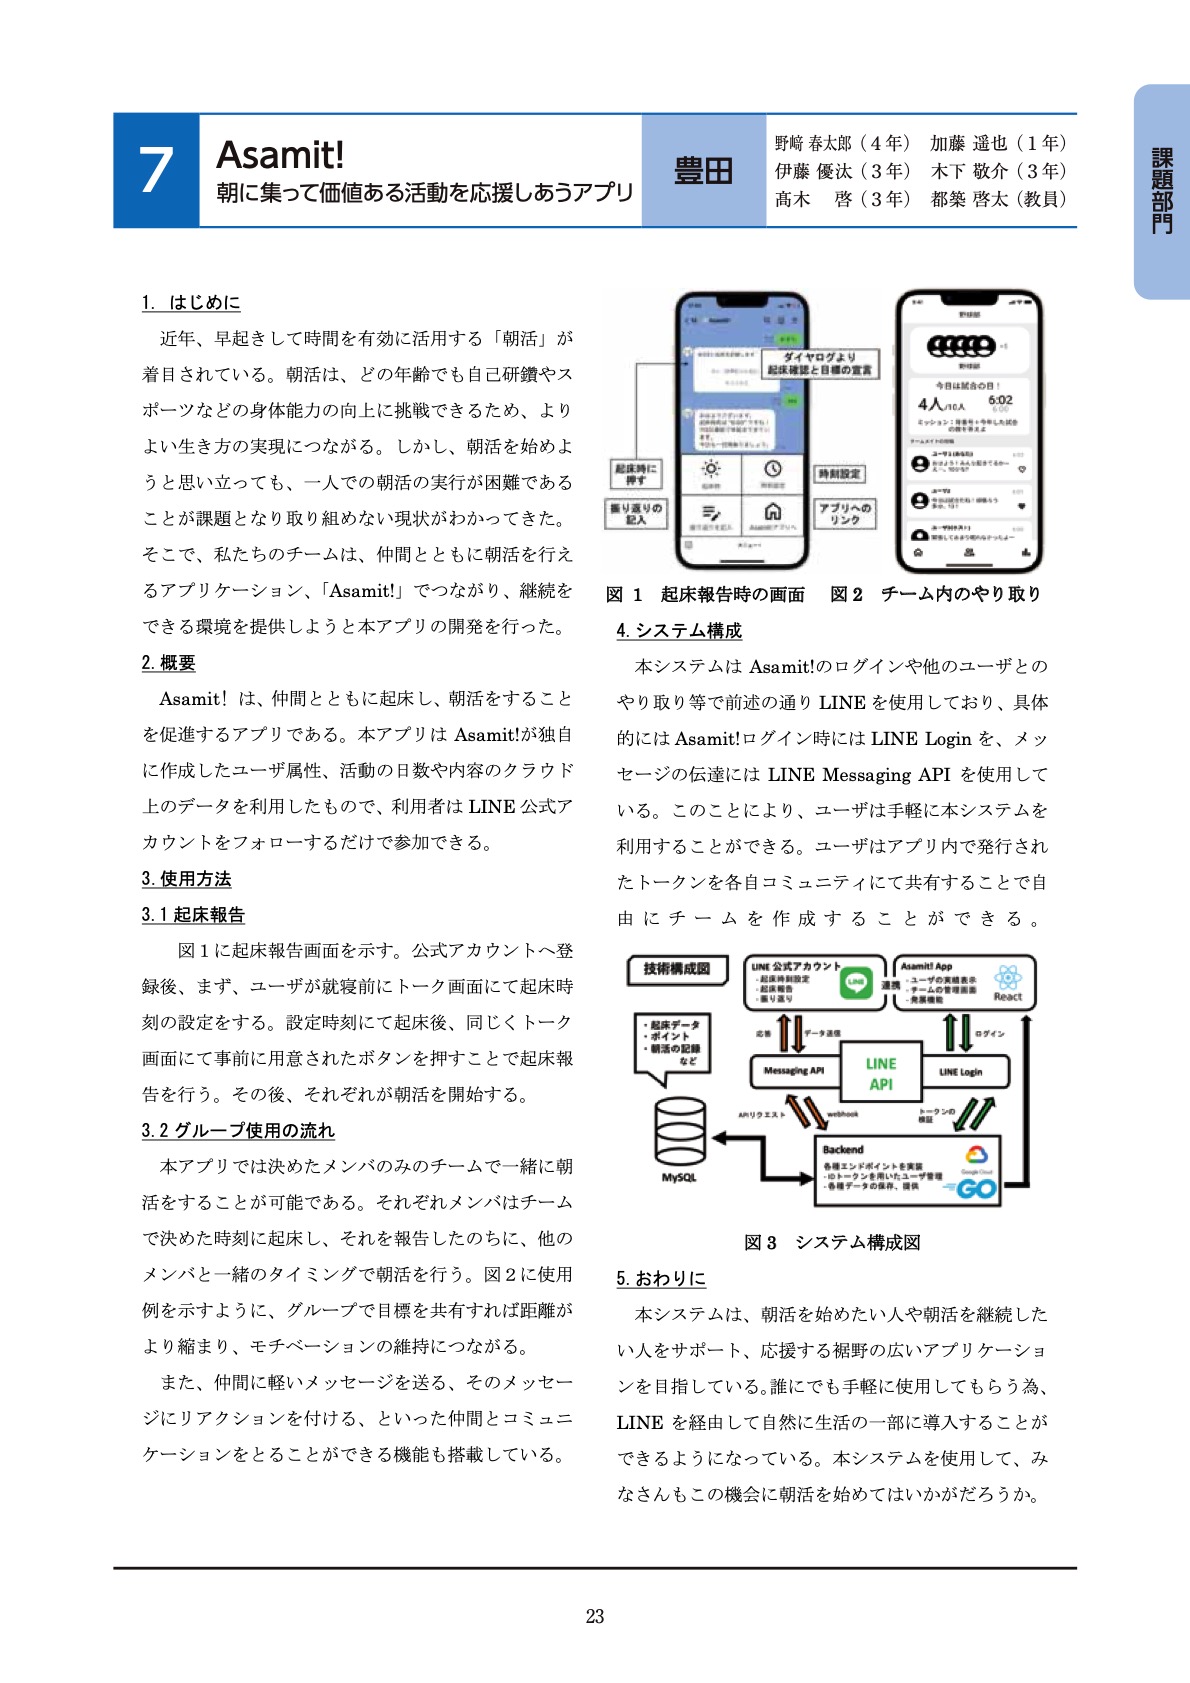 課題部門
7
Asamit!
朝に集って価値ある活動を応援しあうアプリ
豊田
野﨑 春太郎（４年）　加藤 遥也（１年）
伊藤 優汰（３年）　木下 敬介（３年）
髙木　 啓（３年）　都築 啓太（教員）
1. はじめに
近年、早起きして時間を有効に活用する「朝活」が
着目されている。朝活は、どの年齢でも自己研鑽やス
ポーツなどの身体能力の向上に挑戦できるため、より
よい生き方の実現につながる。しかし、朝活を始めよ
うと思い立っても、一人での朝活の実行が困難である
ことが課題となり取り組めない現状がわかってきた。
そこで、私たちのチームは、仲間とともに朝活を行え
るアプリケーション、「Asamit!」でつながり、継続を
できる環境を提供しようと本アプリの開発を行った。
2. 概要
Asamit! は、仲間とともに起床し、朝活をすること
を促進するアプリである。本アプリは Asamit!が独自
に作成したユーザ属性、活動の日数や内容のクラウド
上のデータを利用したもので、利用者は LINE 公式ア
カウントをフォローするだけで参加できる。
3. 使用方法
3.1 起床報告
図１に起床報告画面を示す。公式アカウントへ登
録後、まず、ユーザが就寝前にトーク画面にて起床時
刻の設定をする。設定時刻にて起床後、同じくトーク
画面にて事前に用意されたボタンを押すことで起床報
告を行う。その後、それぞれが朝活を開始する。
3.2 グループ使用の流れ
本アプリでは決めたメンバのみのチームで一緒に朝
活をすることが可能である。それぞれメンバはチーム
で決めた時刻に起床し、それを報告したのちに、他の
メンバと一緒のタイミングで朝活を行う。図２に使用
例を示すように、グループで目標を共有すれば距離が
より縮まり、モチベーションの維持につながる。
また、仲間に軽いメッセージを送る、そのメッセー
ジにリアクションを付ける、といった仲間とコミュニ
ケーションをとることができる機能も搭載している。
ダイヤログより
起床確認と目標の宣言
起床時に
押す
振り返りの
記入
時刻設定
アプリへの
リンク
野球部
野球部
今日は試合の日！
4人/10人
6:02
6:00
図 1　起床報告時の画面
図 2　チーム内のやり取り
4. システム構成
本システムは Asamit!のログインや他のユーザとの
やり取り等で前述の通り LINE を使用しており、具体
的には Asamit!ログイン時には LINE Login を、メッ
セージの伝達には LINE Messaging API を使用して
いる。このことにより、ユーザは手軽に本システムを
利用することができる。ユーザはアプリ内で発行され
たトークンを各自コミュニティにて共有することで自
由にチームを作成することができる。
技術構成図
LINE 公式アカウント
・起床時刻設定
・起床報告
・振り返り
LINE
連携
Asamit! App
・ユーザの実績表示
・チームの管理画面
・発展機能
React
・起床データ
・ポイント
・朝活の記録
など
応答
データ送信
ログイン
Messaging API
LINE
API
LINE Login
APIリクエスト
webhook
トークンの
検証
MySQL
Backend
各種エンドポイントを実装
・IDトークンを用いたユーザ管理
・各種データの保存、提供
Google Cloud
GO
図 3　システム構成図
5. おわりに
本システムは、朝活を始めたい人や朝活を継続した
い人をサポート、応援する裾野の広いアプリケーショ
ンを目指している。誰にでも手軽に使用してもらう為、
LINE を経由して自然に生活の一部に導入することが
できるようになっている。本システムを使用して、み
なさんもこの機会に朝活を始めてはいかがだろうか。
23